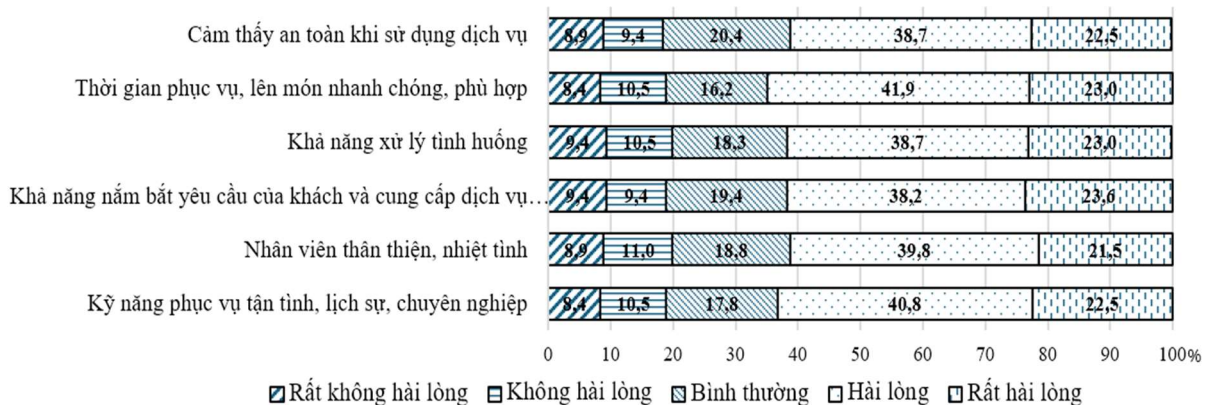 Cảm thấy an toàn khi sử dụng dịch vụ 8,9 9,4 20,4 38,7 22,5
Thời gian phục vụ, lên món nhanh chóng, phù hợp 8,4 10,5 16,2 41,9 23,0
Khả năng xử lý tình huống 9,4 10,5 18,3 38,7 23,0
Khả năng nắm bắt yêu cầu của khách và cung cấp dịch vụ… 9,4 9,4 19,4 38,2 23,6
Nhân viên thân thiện, nhiệt tình 8,9 11,0 18,8 39,8 21,5
Kỹ năng phục vụ tận tình, lịch sự, chuyên nghiệp 8,4 10,5 17,8 40,8 22,5
0 10 20 30 40 50 60 70 80 90 100%
Rất không hài lòng Không hài lòng Bình thường Hài lòng Rất hài lòng